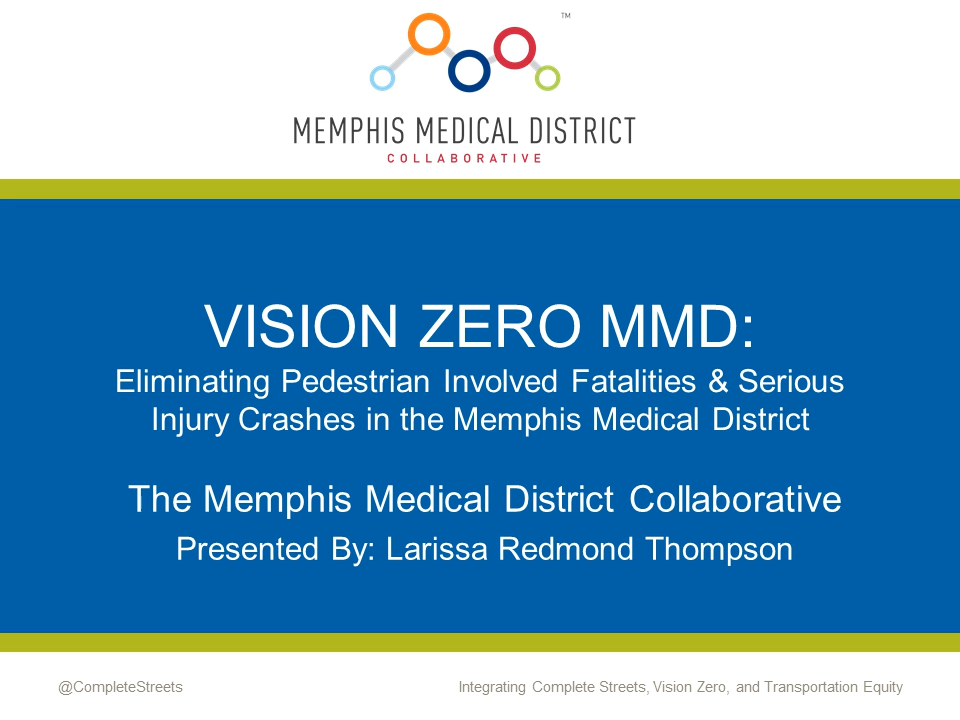 ™
MEMPHIS MEDICAL DISTRICT
COLLABORATIVE
VISION ZERO MMD:
Eliminating Pedestrian Involved Fatalities & Serious
Injury Crashes in the Memphis Medical District
The Memphis Medical District Collaborative
Presented By: Larissa Redmond Thompson
@CompleteStreets
Integrating Complete Streets, Vision Zero, and Transportation Equity